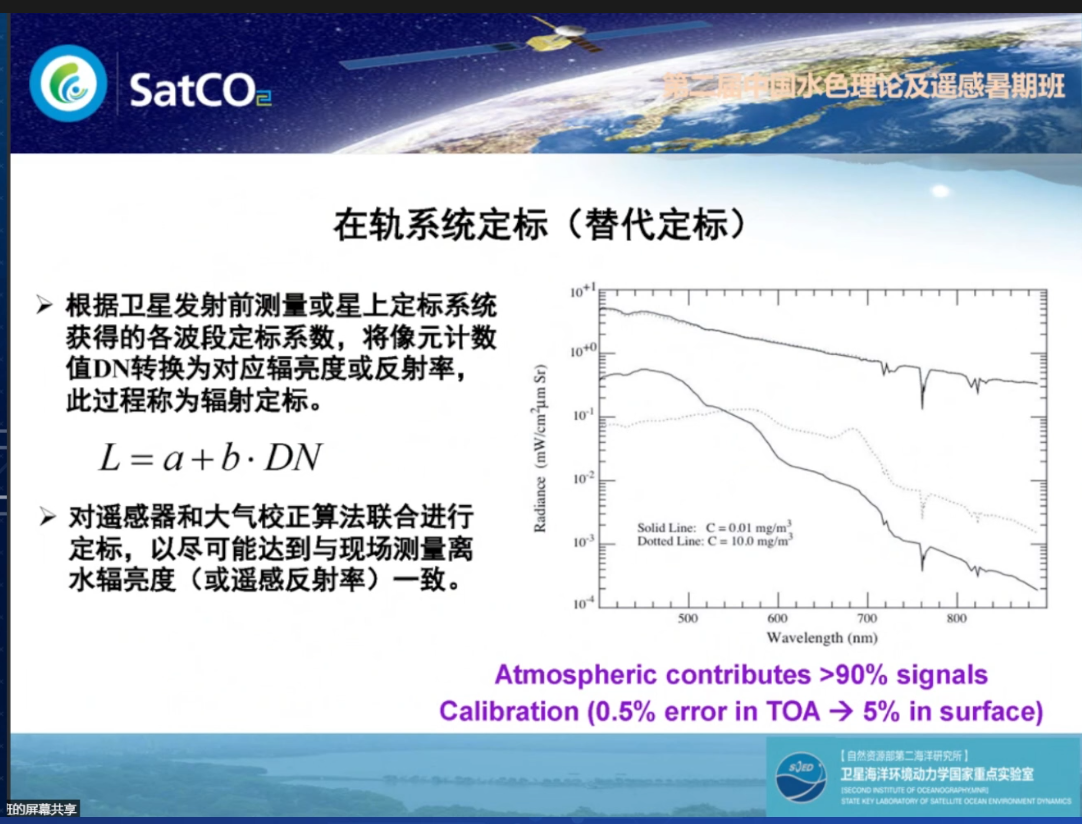 SatCO2
第二届中国水色理论及遥感暑期班
在轨系统定标（替代定标）
➢ 根据卫星发射前测量或星上定标系统
获得的各波段定标系数，将像元计数
值DN转换为对应辐亮度或反射率，
此过程称为辐射定标。
L = a + b · DN
➢ 对遥感器和大气校正算法联合进行
定标，以尽可能达到与现场测量离
水辐亮度（或遥感反射率）一致。
10+1
10+0
10-1
10-2
10-3
10-4
Radiance (mW/cm2μm Sr)
Solid Line: C = 0.01 mg/m3
Dotted Line: C = 10.0 mg/m3
500 600 700 800
Wavelength (nm)
Atmospheric contributes >90% signals
Calibration (0.5% error in TOA → 5% in surface)
SOED
【自然资源部第二海洋研究所】
卫星海洋环境动力学国家重点实验室
(SECOND INSTITUTE OF OCEANOGRAPHY,MNR)
STATE KEY LABORATORY OF SATELLITE OCEAN ENVIRONMENT DYNAMICS
班的屏幕共享